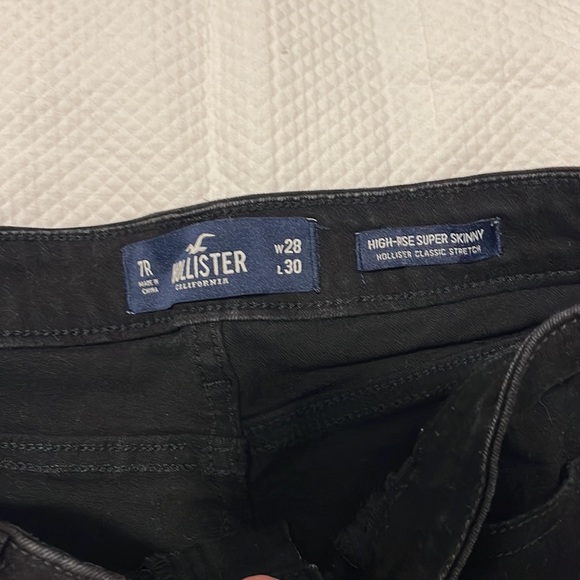 7R
MADE IN
CHINA
HOLLISTER
CALIFORNIA
W28
L30
HIGH-RISE SUPER SKINNY
HOLLISTER CLASSIC STRETCH